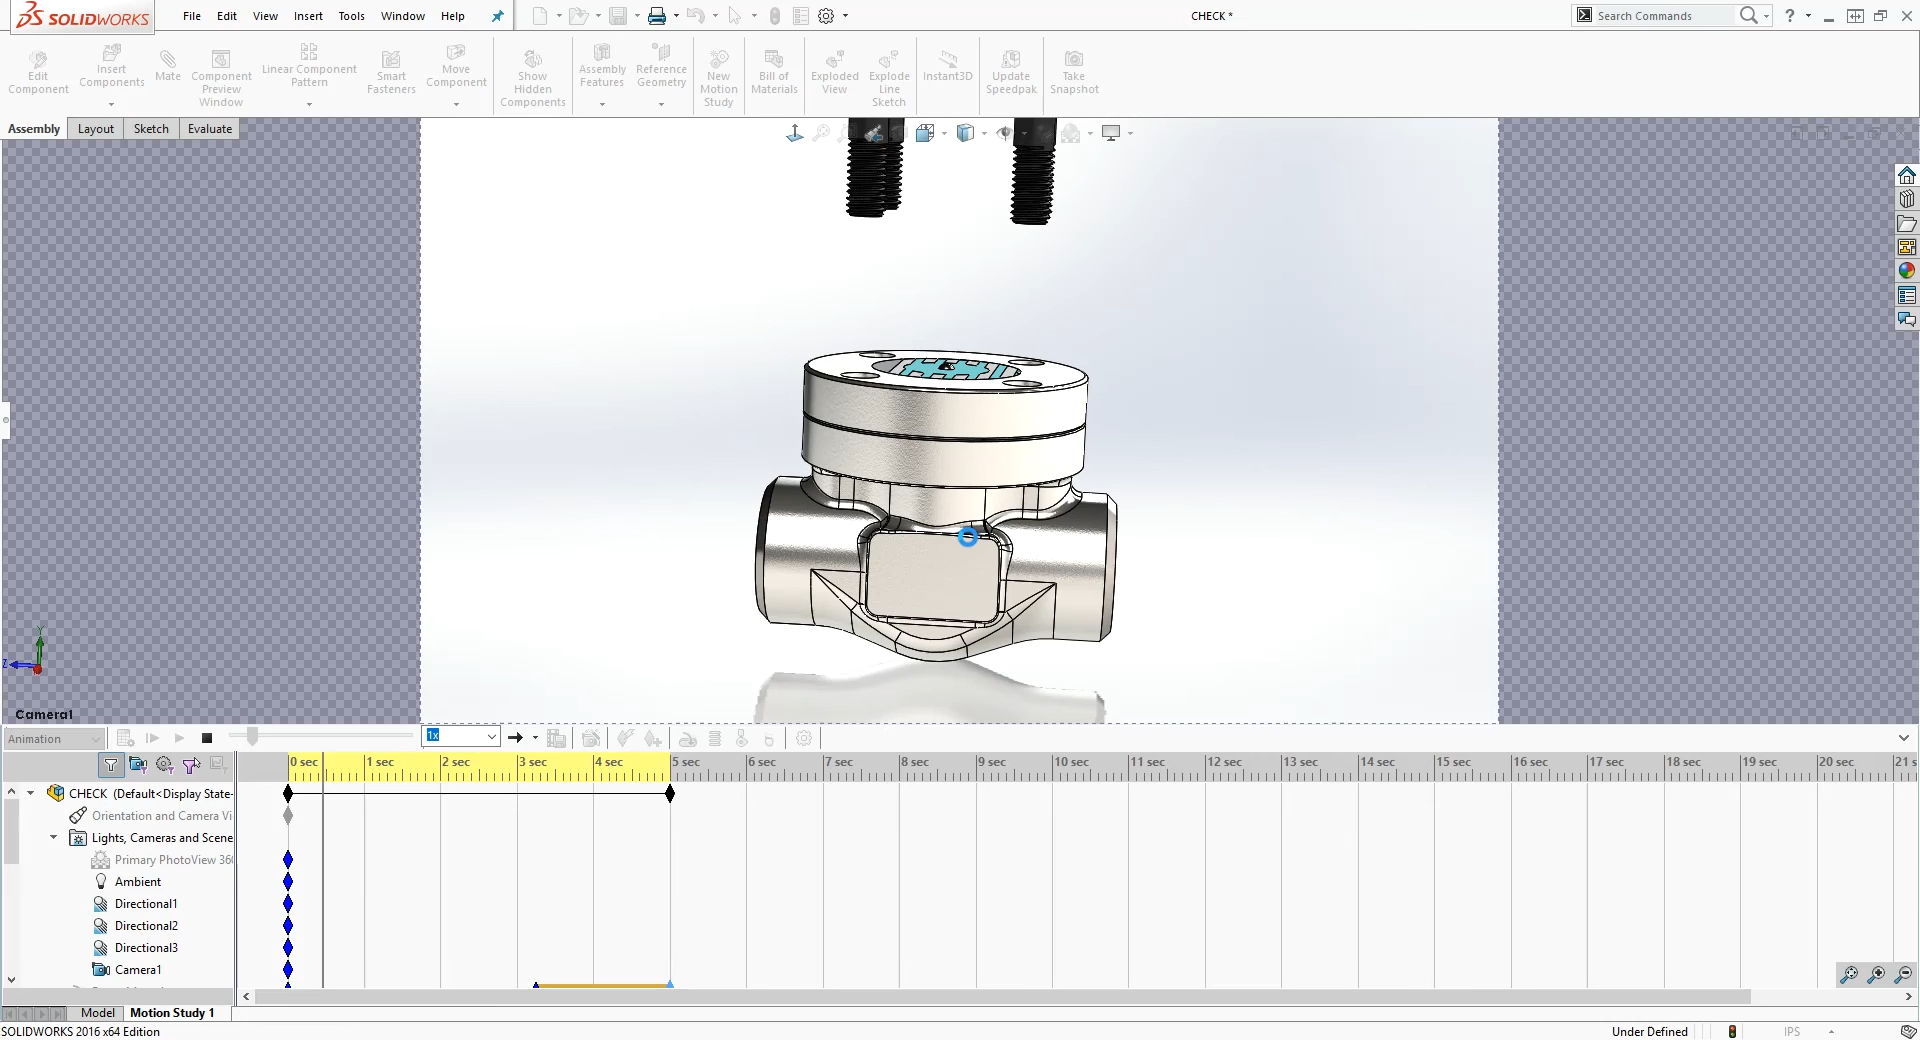 SOLIDWORKS
File Edit View Insert Tools Window Help
CHECK *
Search Commands
?
Edit Component
Insert Components
Mate
Component Preview Window
Linear Component Pattern
Smart Fasteners
Move Component
Show Hidden Components
Assembly Features
Reference Geometry
New Motion Study
Bill of Materials
Exploded View
Explode Line Sketch
Instant3D
Update Speedpak
Take Snapshot
Assembly Layout Sketch Evaluate
Y
Z
Camera1
Animation
1x
0 sec 1 sec 2 sec 3 sec 4 sec 5 sec 6 sec 7 sec 8 sec 9 sec 10 sec 11 sec 12 sec 13 sec 14 sec 15 sec 16 sec 17 sec 18 sec 19 sec 20 sec 21 s
CHECK (Default<Display State-
Orientation and Camera Vi
Lights, Cameras and Scene
Primary PhotoView 36
Ambient
Directional1
Directional2
Directional3
Camera1
Model Motion Study 1
SOLIDWORKS 2016 x64 Edition
Under Defined
IPS